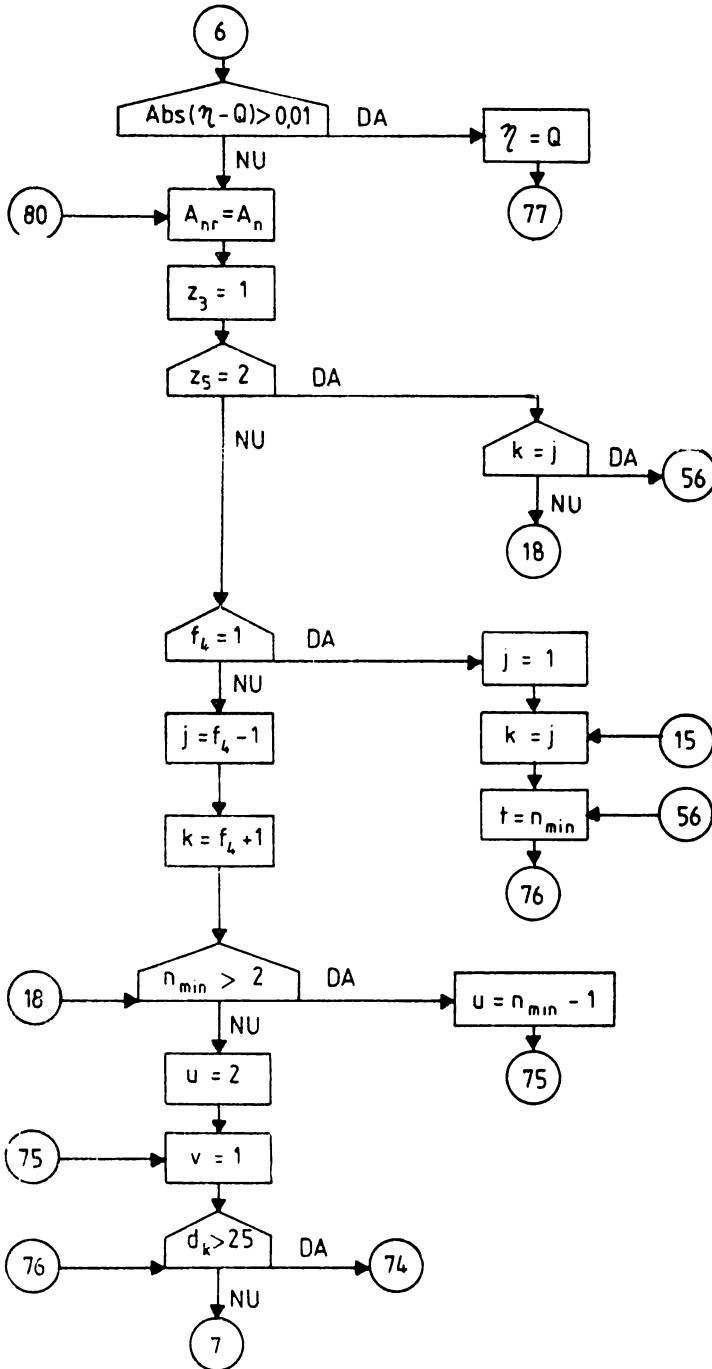 6
Abs(η-Q)>0,01
DA
η = Q
NU
77
80
A_nr=A_n
z_3 = 1
z_5 = 2
DA
NU
k = j
DA
56
NU
18
f_4 = 1
DA
j = 1
NU
j=f_4-1
k = j
15
k=f_4+1
t=n_min
56
76
18
n_min > 2
DA
u=n_min - 1
NU
75
u = 2
75
v = 1
76
d_k>25
DA
74
NU
7